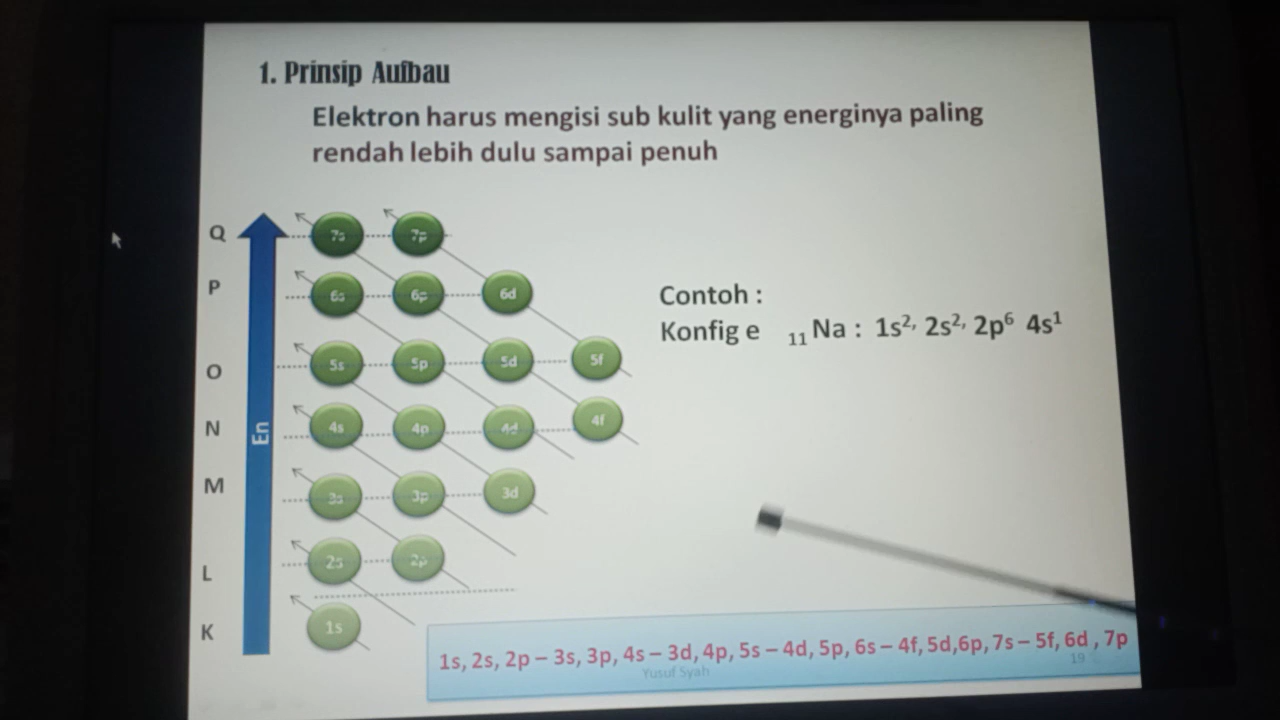 1. Prinsip Aufbau
Elektron harus mengisi sub kulit yang energinya paling
rendah lebih dulu sampai penuh
Q 7s 7p
P 6s 6p 6d
O 5s 5p 5d 5f
N 4s 4p 4d 4f
M 3s 3p 3d
L 2s 2p
K 1s
En
Contoh :
Konfig e ₁₁Na : 1s², 2s², 2p⁶ 4s¹
1s, 2s, 2p – 3s, 3p, 4s – 3d, 4p, 5s – 4d, 5p, 6s – 4f, 5d,6p, 7s – 5f, 6d , 7p
Yusuf Syah
19